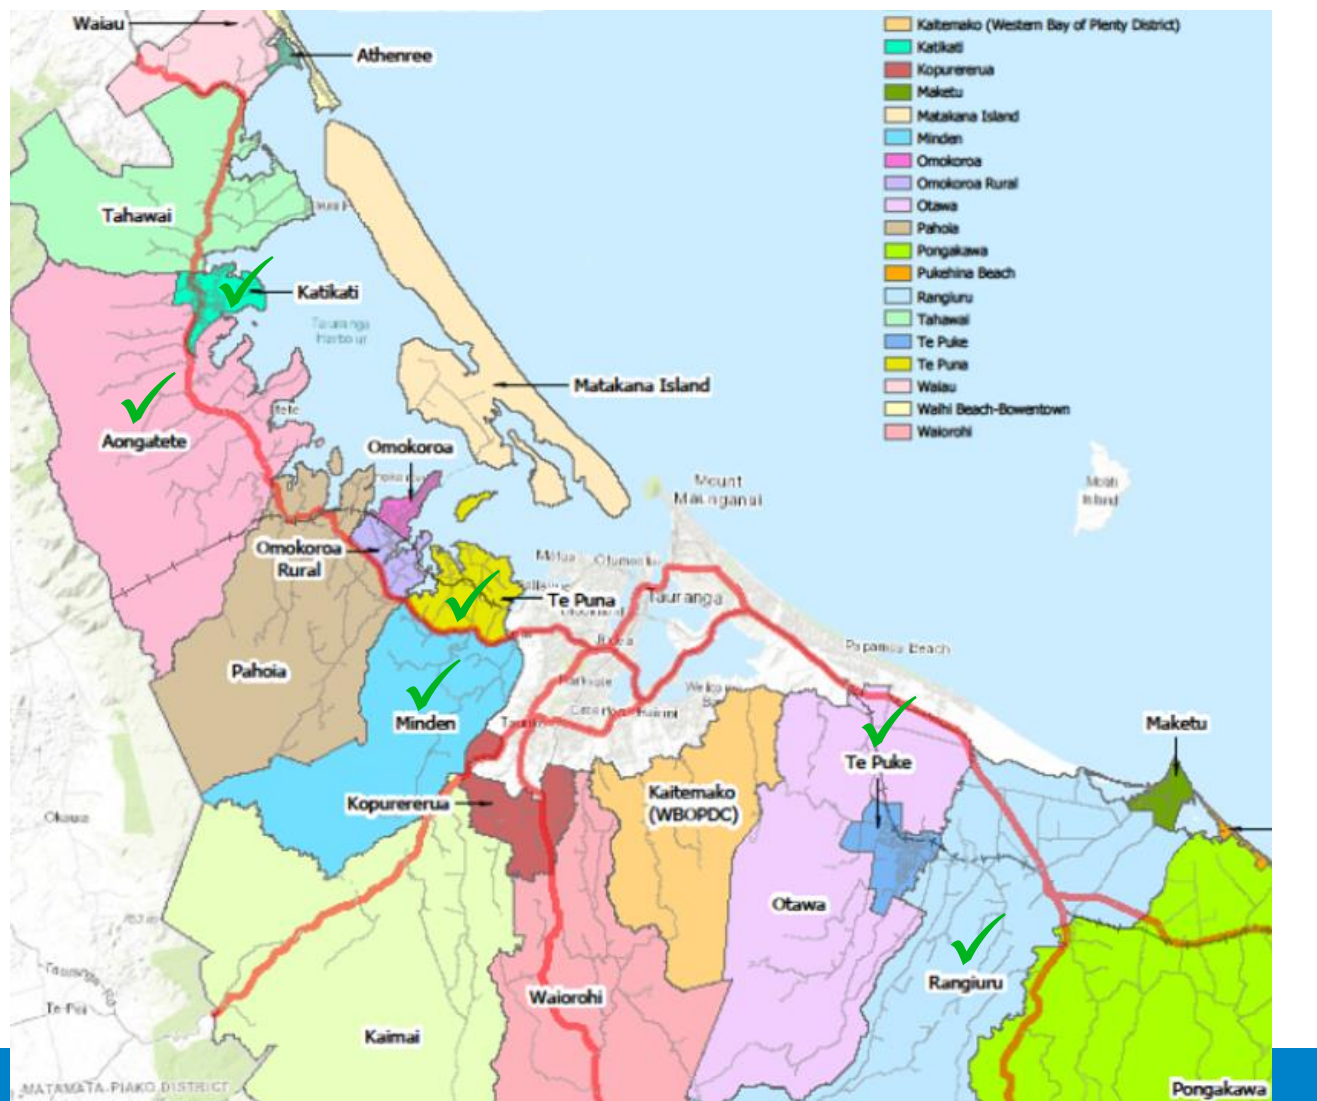 Waiau
Athenree
Tahawai
Katikati
Tauranga
Harbour
Matakana Island
Aongatete
Omokoroa
Mount
Maunganui
Omokoroa
Rural
Te Puna
Tauranga
Papamoa Beach
Pahoia
Minden
Te Puke
Maketu
Kopurererua
Kaitemako
(WBOPDC)
Otawa
Rangiuru
Waiorohi
Kaimai
Pongakawa
MATAMATA-PIAKO DISTRICT
Kaitemako (Western Bay of Plenty District)
Katikati
Kopurererua
Maketu
Matakana Island
Minden
Omokoroa
Omokoroa Rural
Otawa
Pahoia
Pongakawa
Pukehina Beach
Rangiuru
Tahawai
Te Puke
Te Puna
Waiau
Waihi Beach-Bowentown
Waiorohi